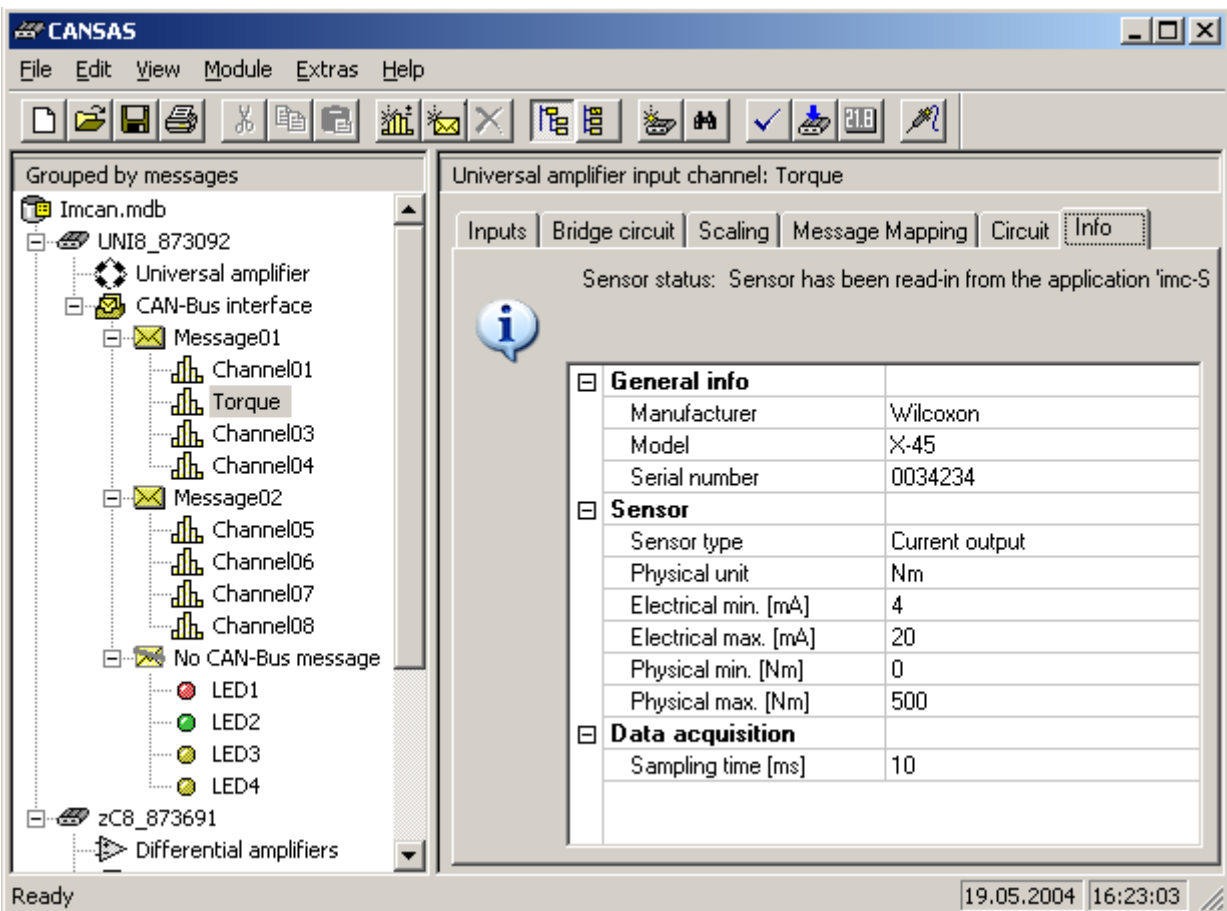 CANSAS
File Edit View Module Extras Help
Grouped by messages
Imcan.mdb
UNI8_873092
Universal amplifier
CAN-Bus interface
Message01
Channel01
Torque
Channel03
Channel04
Message02
Channel05
Channel06
Channel07
Channel08
No CAN-Bus message
LED1
LED2
LED3
LED4
zC8_873691
Differential amplifiers
Universal amplifier input channel: Torque
Inputs Bridge circuit Scaling Message Mapping Circuit Info
Sensor status: Sensor has been read-in from the application 'imc-S
General info
Manufacturer Wilcoxon
Model X-45
Serial number 0034234
Sensor
Sensor type Current output
Physical unit Nm
Electrical min. [mA] 4
Electrical max. [mA] 20
Physical min. [Nm] 0
Physical max. [Nm] 500
Data acquisition
Sampling time [ms] 10
Ready 19.05.2004 16:23:03